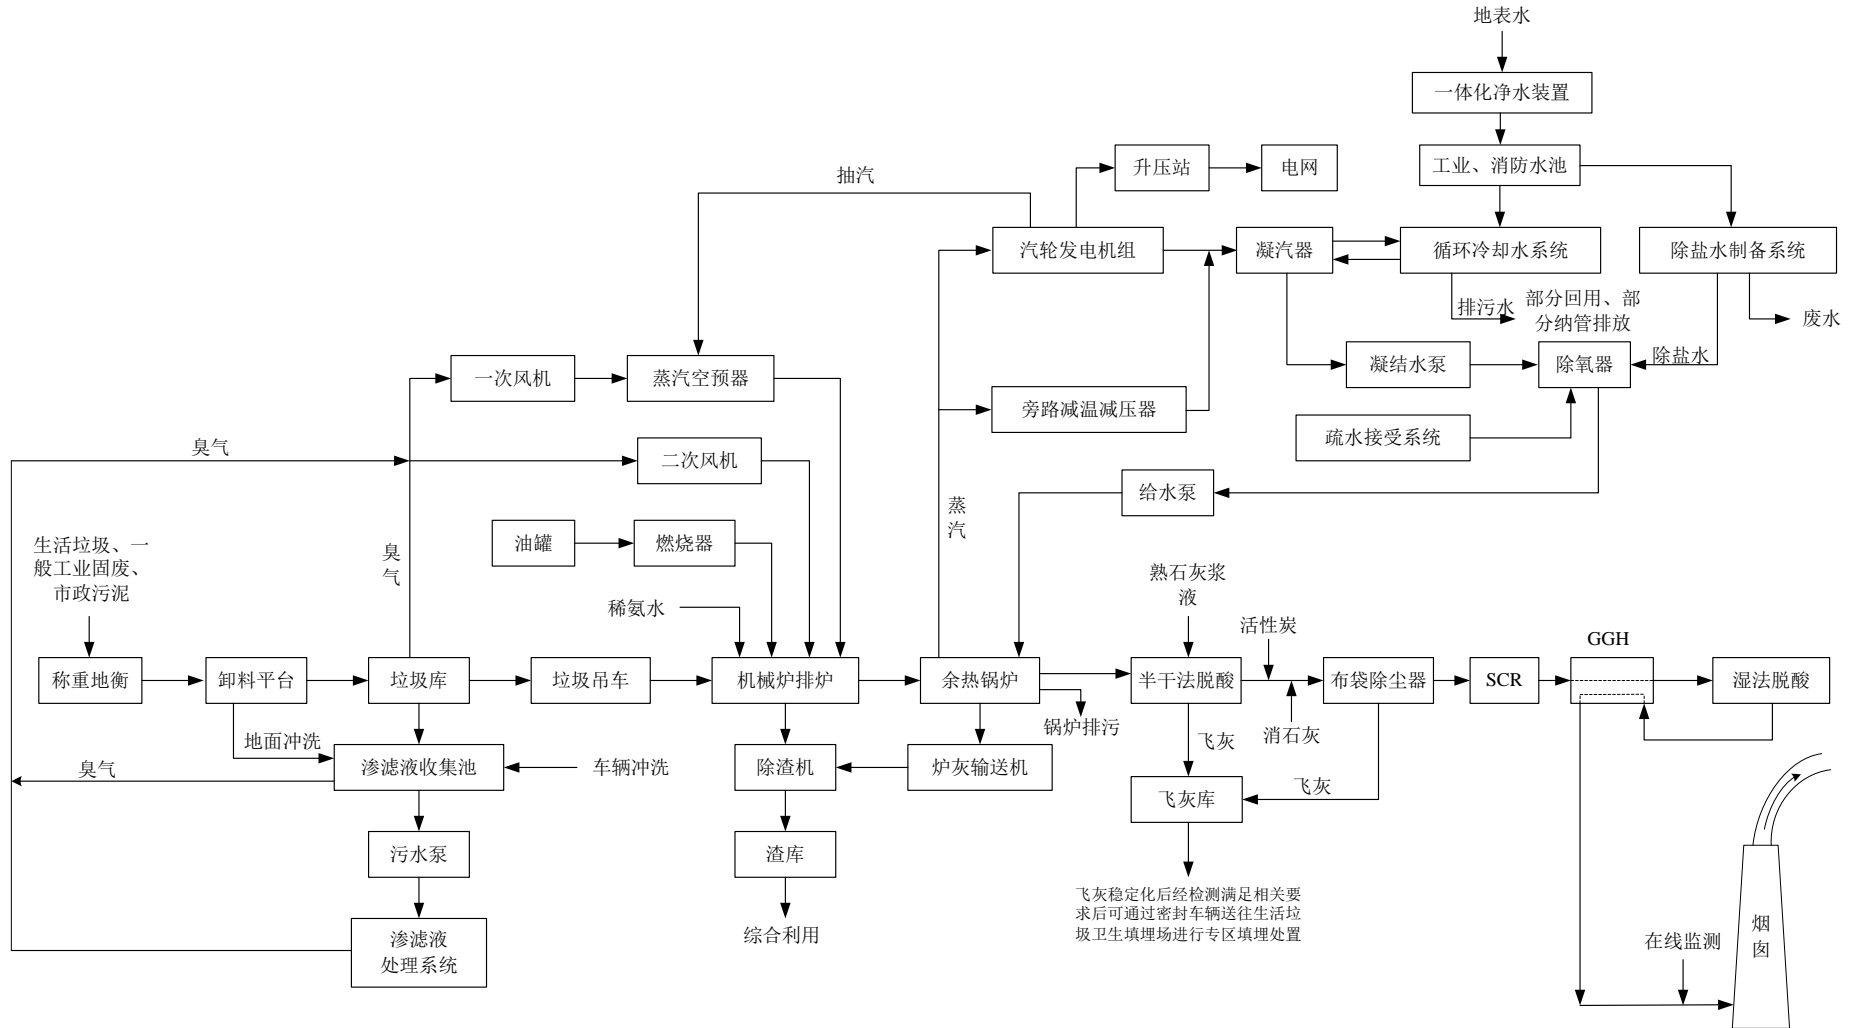 地表水
一体化净水装置
升压站
电网
工业、消防水池
抽汽
汽轮发电机组
凝汽器
循环冷却水系统
除盐水制备系统
排污水
部分回用、部
分纳管排放
废水
一次风机
蒸汽空预器
凝结水泵
除氧器
除盐水
旁路减温减压器
疏水接受系统
臭气
二次风机
给水泵
蒸
汽
生活垃圾、一
般工业固废、
市政污泥
臭
气
油罐
燃烧器
稀氨水
熟石灰浆
液
活性炭
GGH
称重地衡
卸料平台
垃圾库
垃圾吊车
机械炉排炉
余热锅炉
半干法脱酸
布袋除尘器
SCR
湿法脱酸
锅炉排污
消石灰
地面冲洗
飞灰
臭气
渗滤液收集池
车辆冲洗
除渣机
炉灰输送机
飞灰库
飞灰
污水泵
渣库
飞灰稳定化后经检测满足相关要
求后可通过密封车辆送往生活垃
圾卫生填埋场进行专区填埋处置
渗滤液
处理系统
综合利用
在线监测
烟
囱